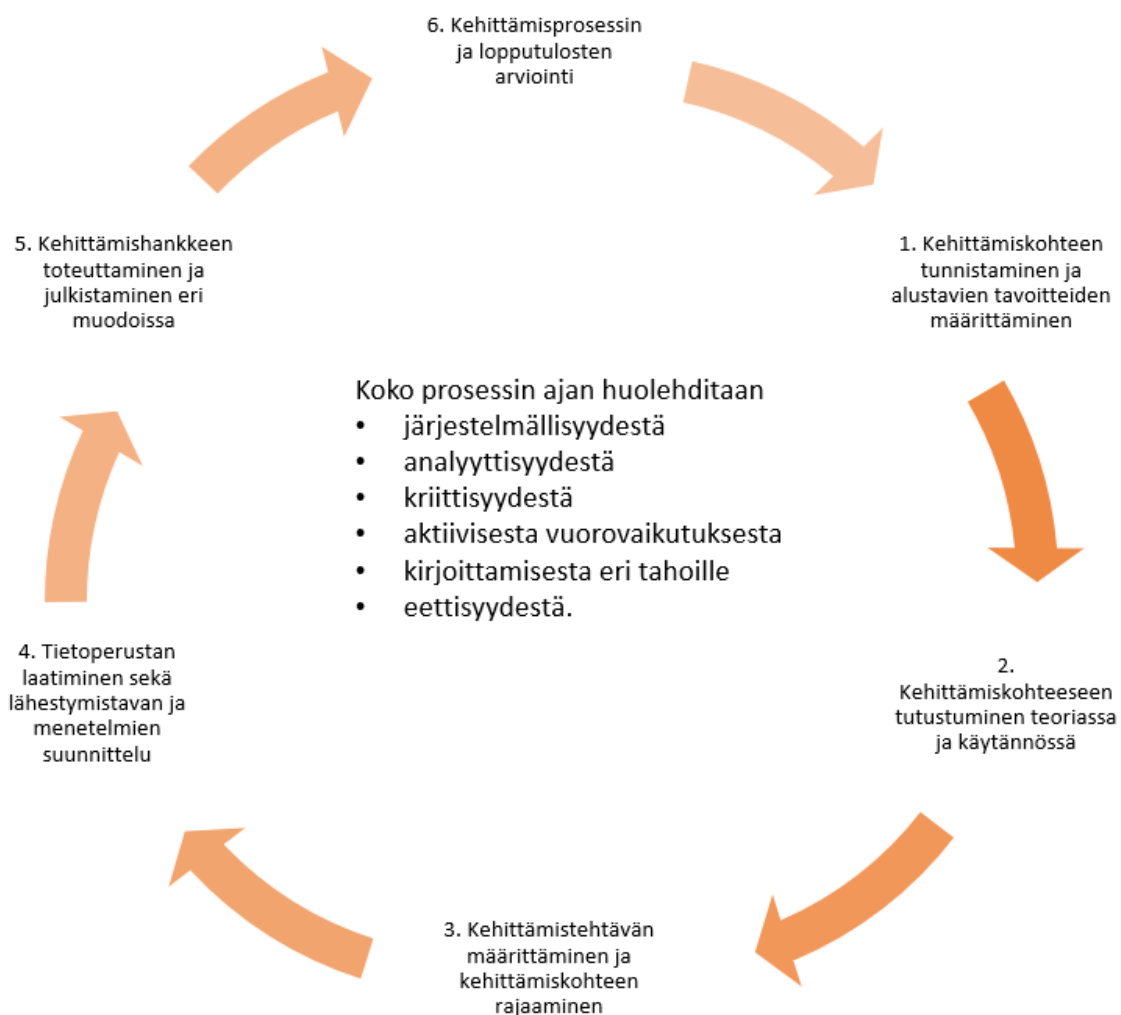 6. Kehittämisprosessin
ja lopputulosten
arviointi
1. Kehittämiskohteen
tunnistaminen ja
alustavien tavoitteiden
määrittäminen
2.
Kehittämiskohteeseen
tutustuminen teoriassa
ja käytännössä
3. Kehittämistehtävän
määrittäminen ja
kehittämiskohteen
rajaaminen
4. Tietoperustan
laatiminen sekä
lähestymistavan ja
menetelmien
suunnittelu
5. Kehittämishankkeen
toteuttaminen ja
julkistaminen eri
muodoissa
Koko prosessin ajan huolehditaan
• järjestelmällisyydestä
• analyyttisyydestä
• kriittisyydestä
• aktiivisesta vuorovaikutuksesta
• kirjoittamisesta eri tahoille
• eettisyydestä.